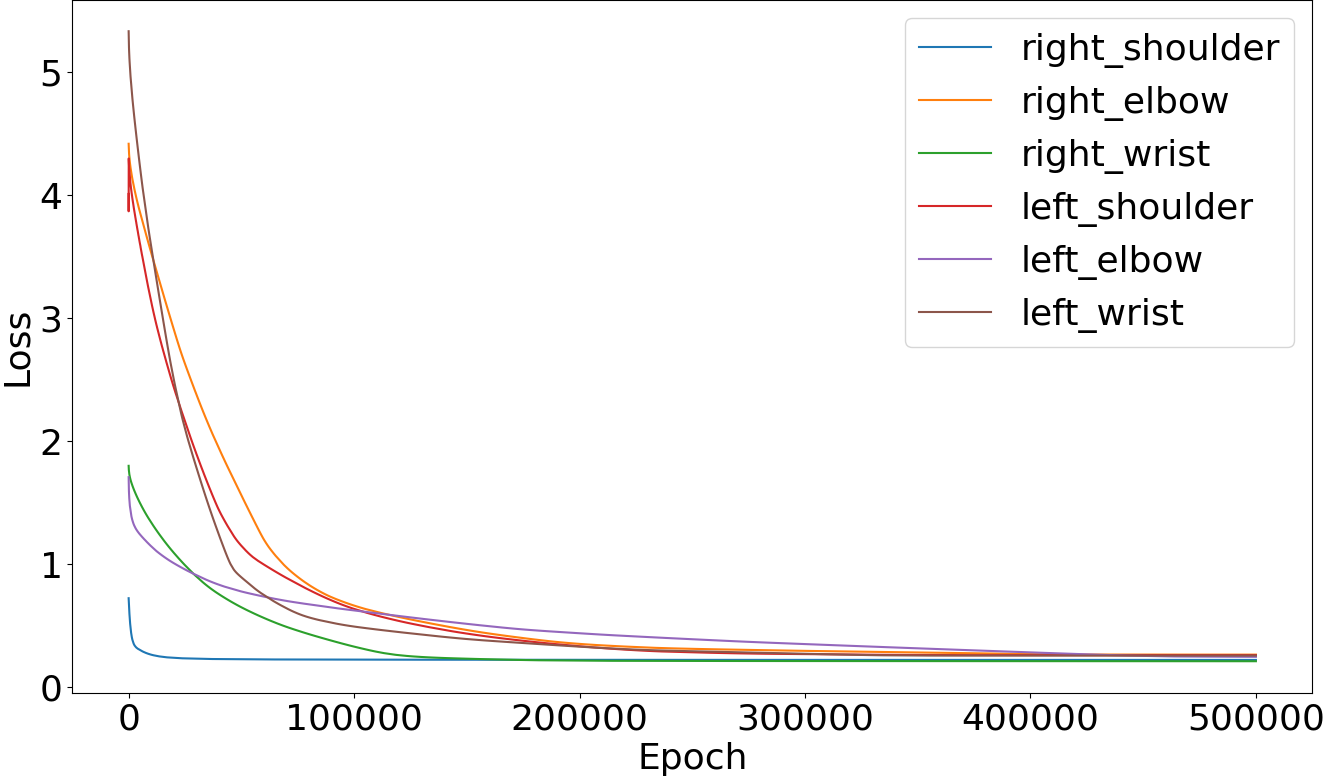 right_shoulder
right_elbow
right_wrist
left_shoulder
left_elbow
left_wrist
Loss
5
4
3
2
1
0
0 100000 200000 300000 400000 500000
Epoch